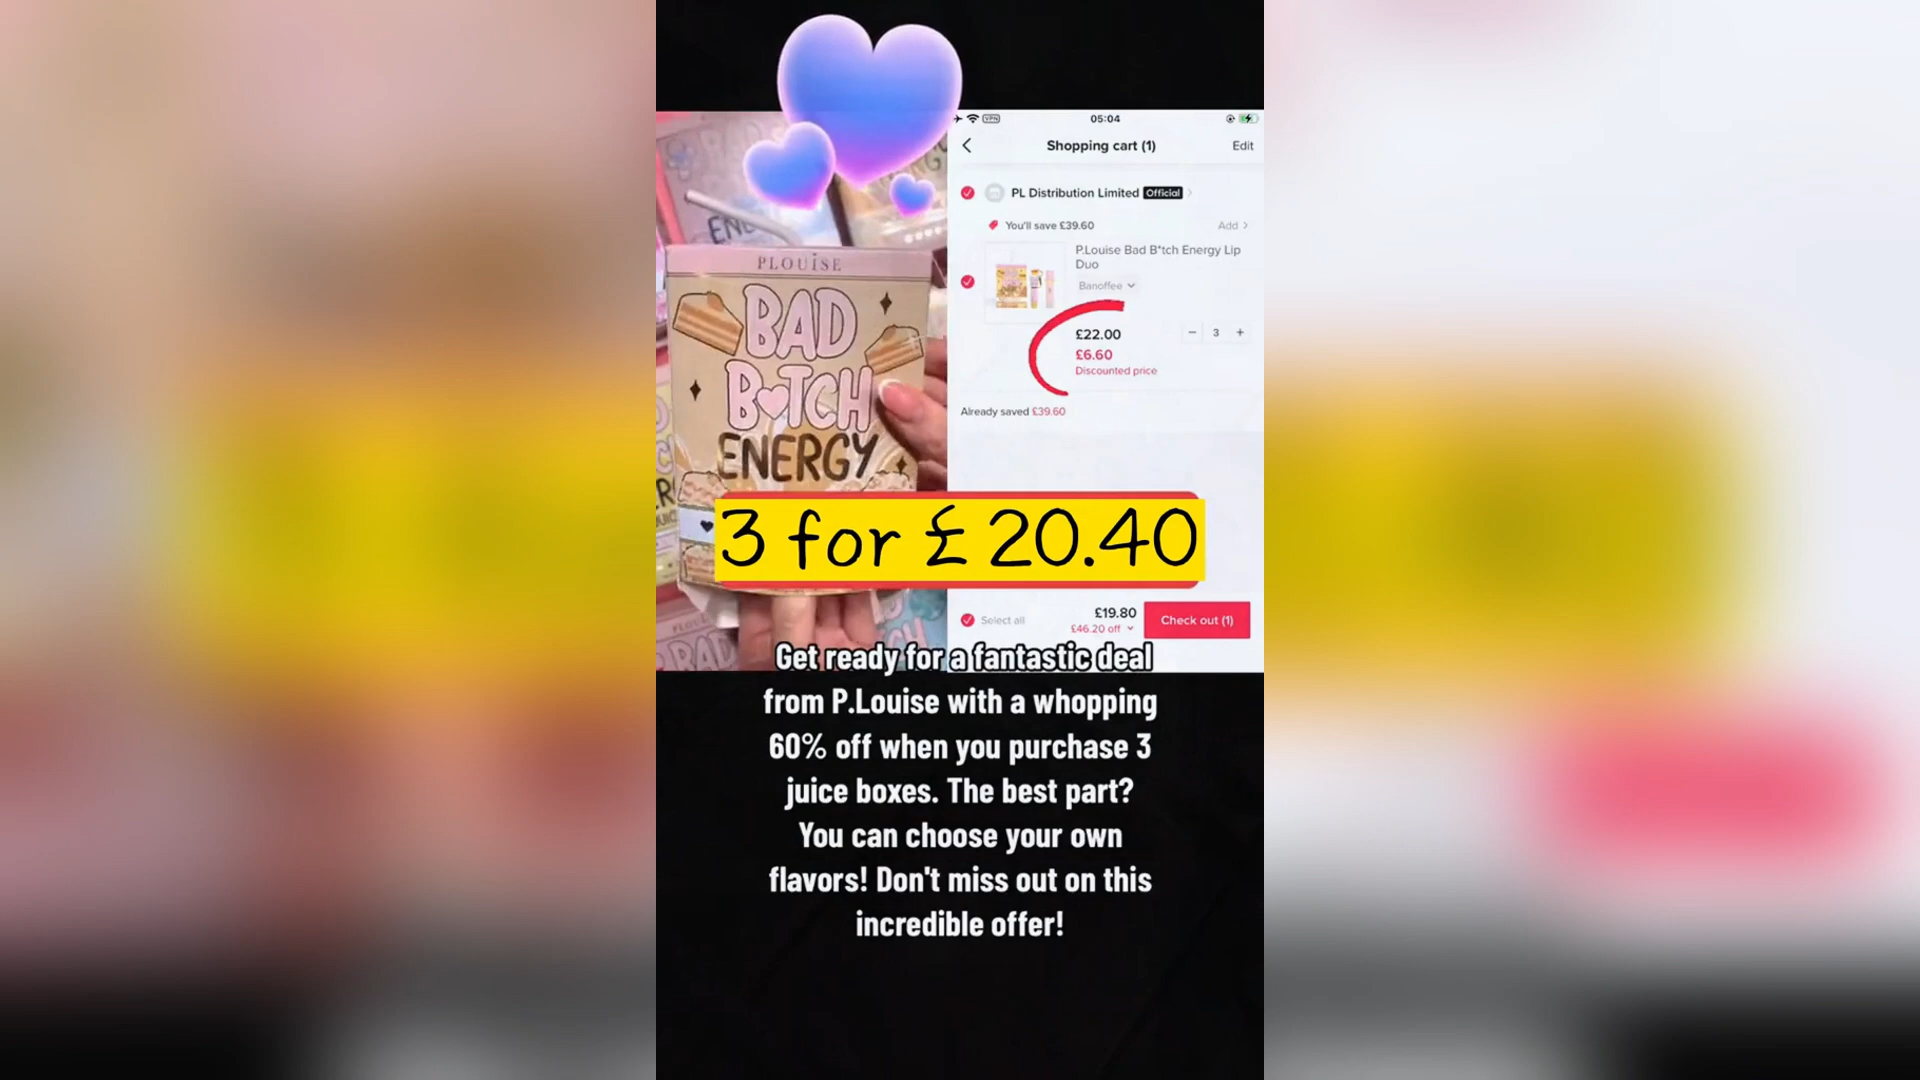 VPN
05:04
Shopping cart (1)
Edit
PL Distribution Limited Official
You'll save £39.60
Add
P.Louise Bad B*tch Energy Lip
Duo
Banoffee
£22.00
£6.60
Discounted price
3
Already saved £39.60
PLOUISE
BAD
B♥TCH
ENERGY
3 for £20.40
Select all
£19.80
£46.20 off
Check out (1)
Get ready for a fantastic deal
from P.Louise with a whopping
60% off when you purchase 3
juice boxes. The best part?
You can choose your own
flavors! Don't miss out on this
incredible offer!